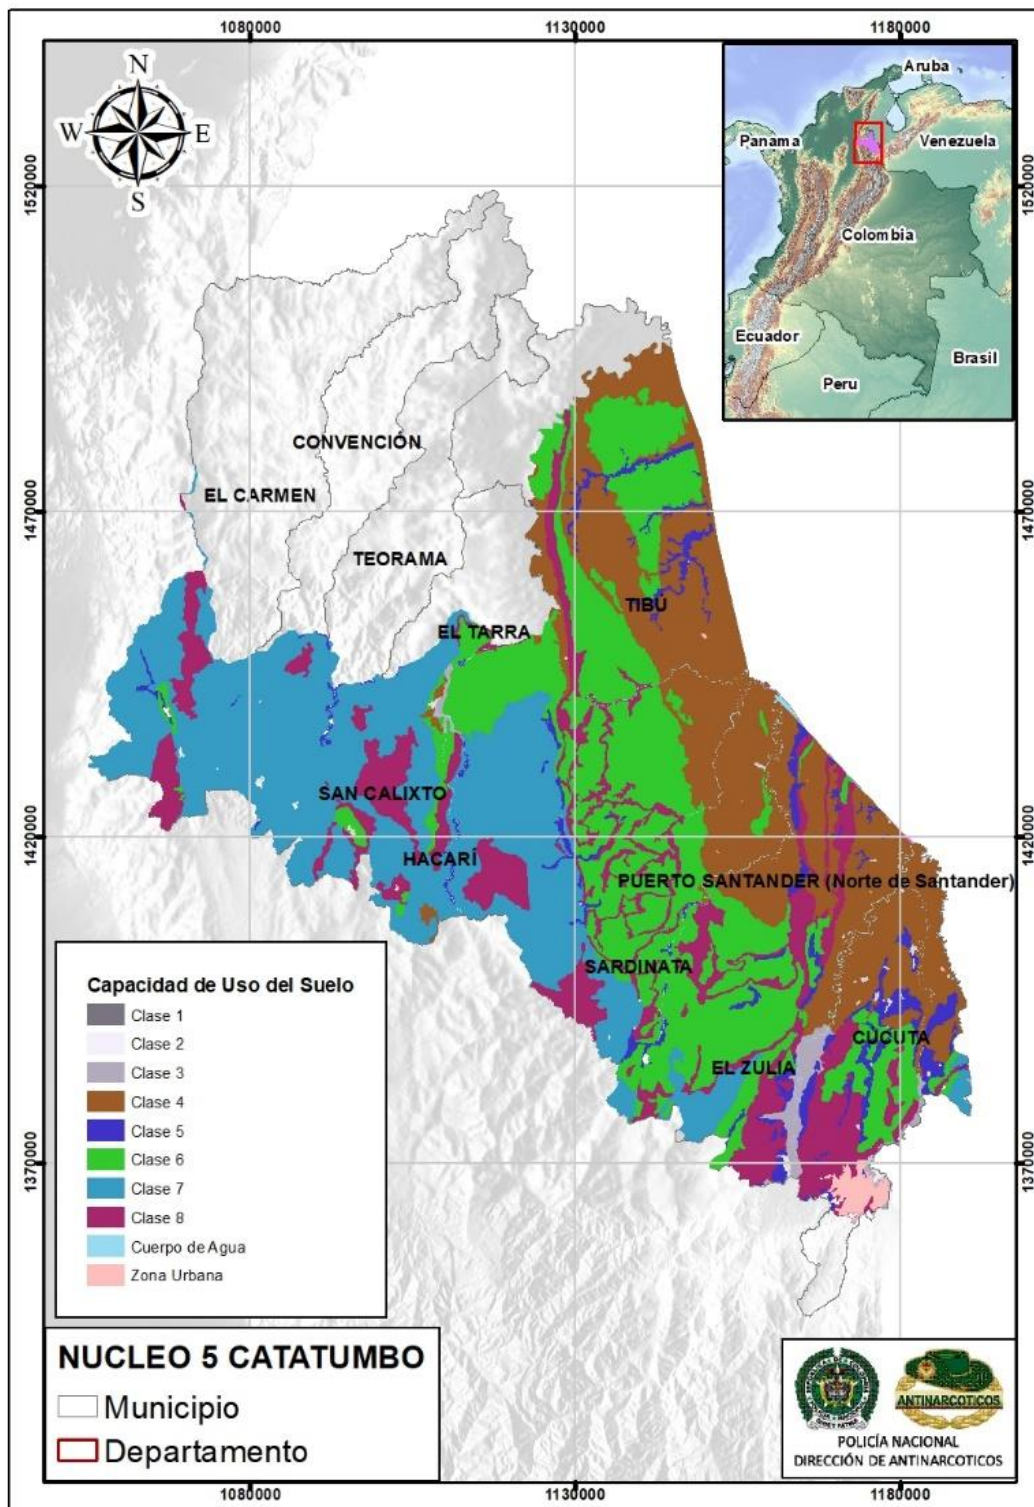 1080000
1130000
1180000
N
W
E
S
Aruba
Panama
Venezuela
Colombia
Ecuador
Brasil
Peru
1520000
1520000
CONVENCIÓN
EL CARMEN
1470000
1470000
TEORAMA
TIBÚ
EL TARRA
SAN CALIXTO
1420000
1420000
HACARÍ
PUERTO SANTANDER (Norte de Santander)
SARDINATA
CÚCUTA
EL ZULIA
1370000
1370000
Capacidad de Uso del Suelo
Clase 1
Clase 2
Clase 3
Clase 4
Clase 5
Clase 6
Clase 7
Clase 8
Cuerpo de Agua
Zona Urbana
NUCLEO 5 CATATUMBO
Municipio
Departamento
ANTINARCOTICOS
POLICÍA NACIONAL
DIRECCIÓN DE ANTINARCOTICOS
1080000
1130000
1180000